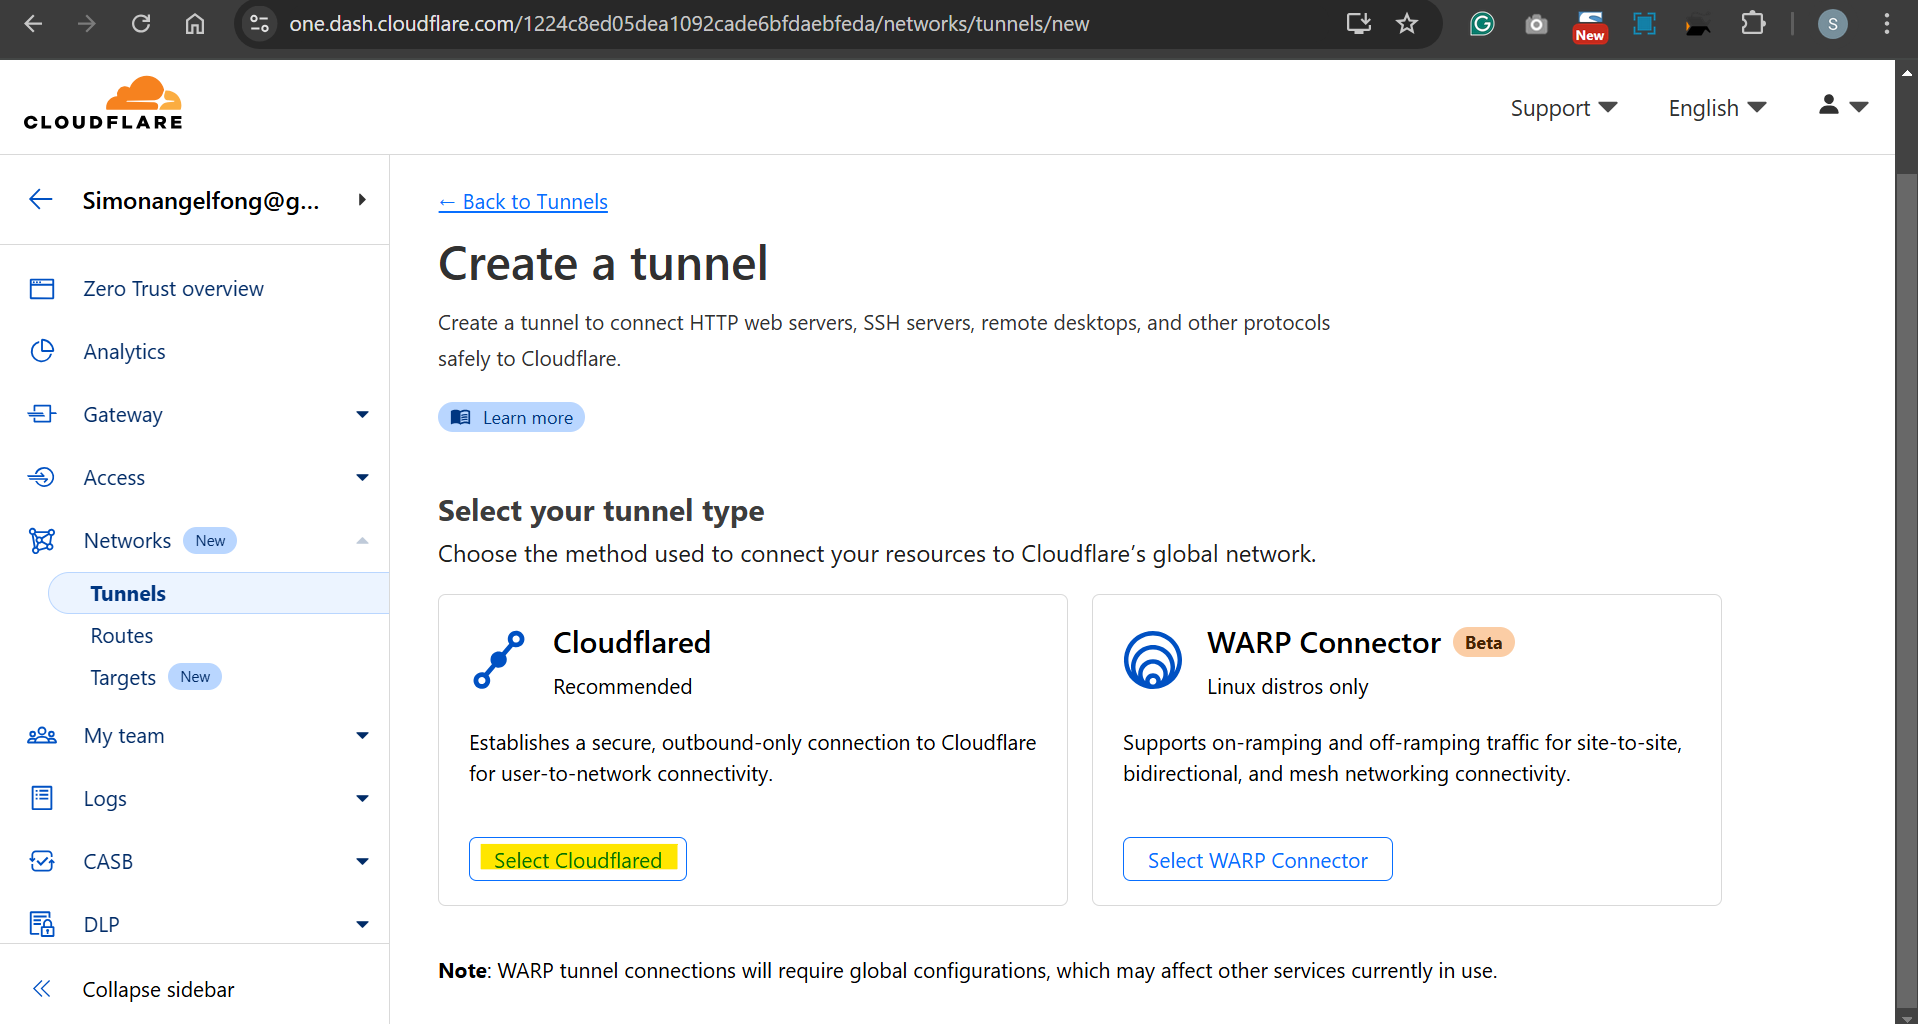 one.dash.cloudflare.com/1224c8ed05dea1092cade6bfdaebfeda/networks/tunnels/new
New
S
CLOUDFLARE
Support
English
Simonangelfong@g...
Zero Trust overview
Analytics
Gateway
Access
Networks New
Tunnels
Routes
Targets New
My team
Logs
CASB
DLP
Collapse sidebar
← Back to Tunnels
Create a tunnel
Create a tunnel to connect HTTP web servers, SSH servers, remote desktops, and other protocols
safely to Cloudflare.
Learn more
Select your tunnel type
Choose the method used to connect your resources to Cloudflare’s global network.
Cloudflared
Recommended
Establishes a secure, outbound-only connection to Cloudflare
for user-to-network connectivity.
Select Cloudflared
WARP Connector Beta
Linux distros only
Supports on-ramping and off-ramping traffic for site-to-site,
bidirectional, and mesh networking connectivity.
Select WARP Connector
Note: WARP tunnel connections will require global configurations, which may affect other services currently in use.